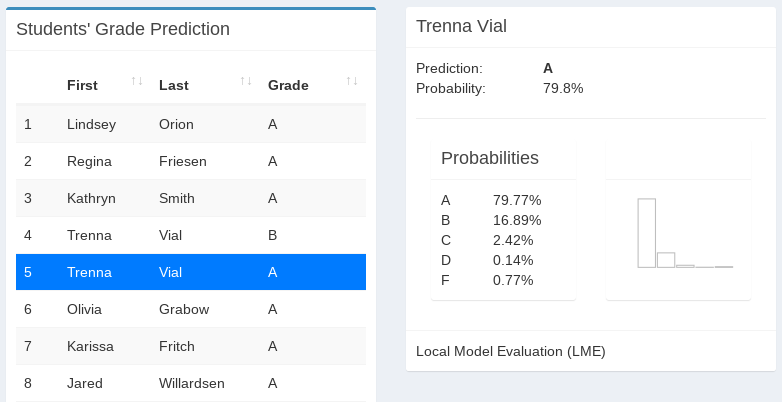 Students' Grade Prediction
First Last Grade
1 Lindsey Orion A
2 Regina Friesen A
3 Kathryn Smith A
4 Trenna Vial B
5 Trenna Vial A
6 Olivia Grabow A
7 Karissa Fritch A
8 Jared Willardsen A
Trenna Vial
Prediction: A
Probability: 79.8%
Probabilities
A 79.77%
B 16.89%
C 2.42%
D 0.14%
F 0.77%
Local Model Evaluation (LME)